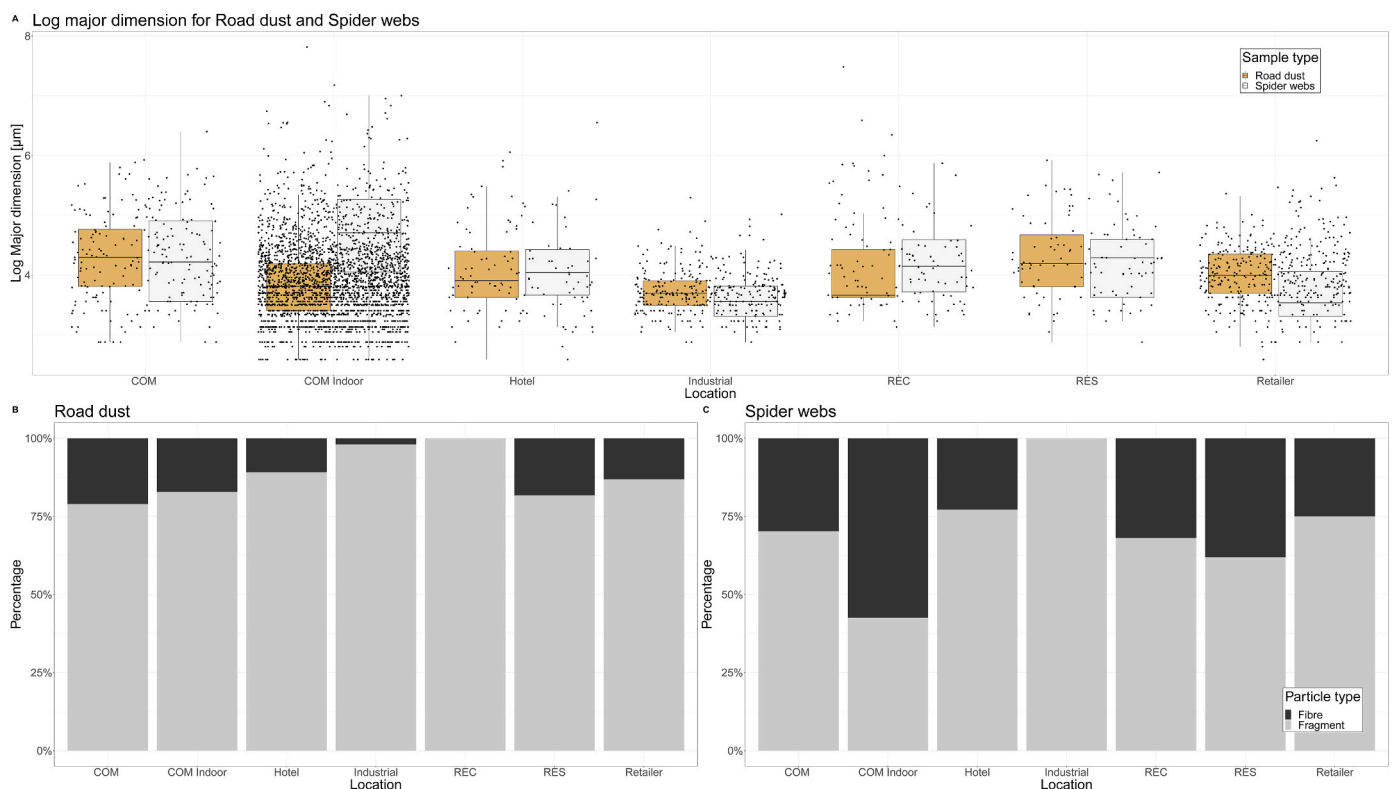 A Log major dimension for Road dust and Spider webs
8
6
4
Log Major dimension [µm]
Sample type
Road dust
Spider webs
COM COM Indoor Hotel Industrial REC RES Retailer
Location
B Road dust
100%
75%
50%
25%
0%
Percentage
COM COM Indoor Hotel Industrial REC RES Retailer
Location
C Spider webs
100%
75%
50%
25%
0%
Percentage
Particle type
Fibre
Fragment
COM COM Indoor Hotel Industrial REC RES Retailer
Location